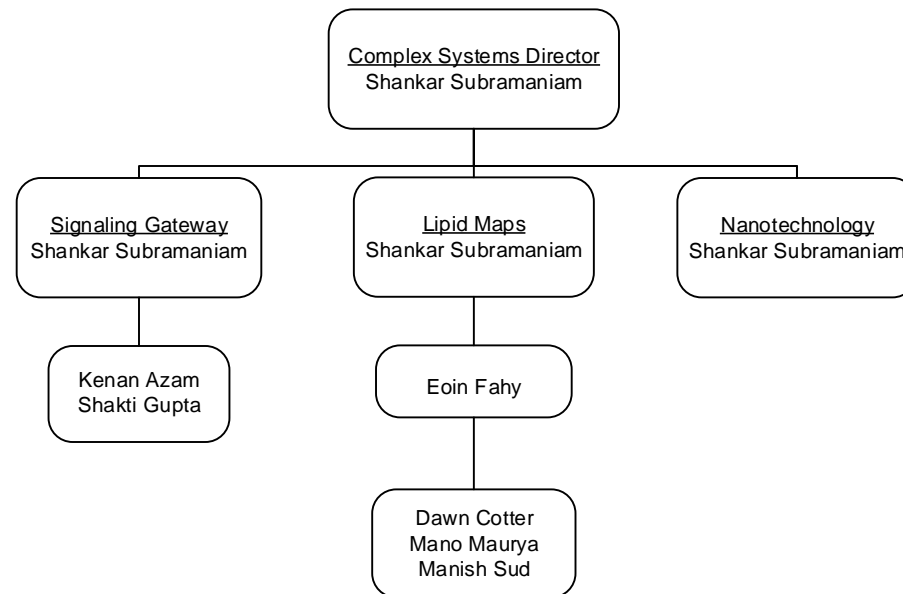 Complex Systems Director
Shankar Subramaniam
Signaling Gateway
Shankar Subramaniam
Lipid Maps
Shankar Subramaniam
Nanotechnology
Shankar Subramaniam
Kenan Azam
Shakti Gupta
Eoin Fahy
Dawn Cotter
Mano Maurya
Manish Sud